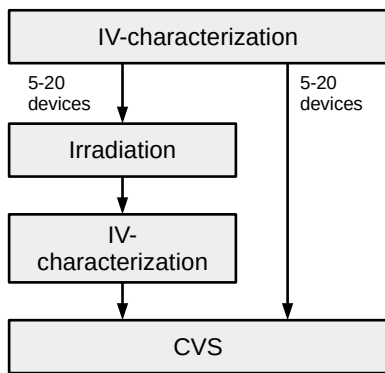 IV-characterization
5-20
devices
5-20
devices
Irradiation
IV-
characterization
CVS